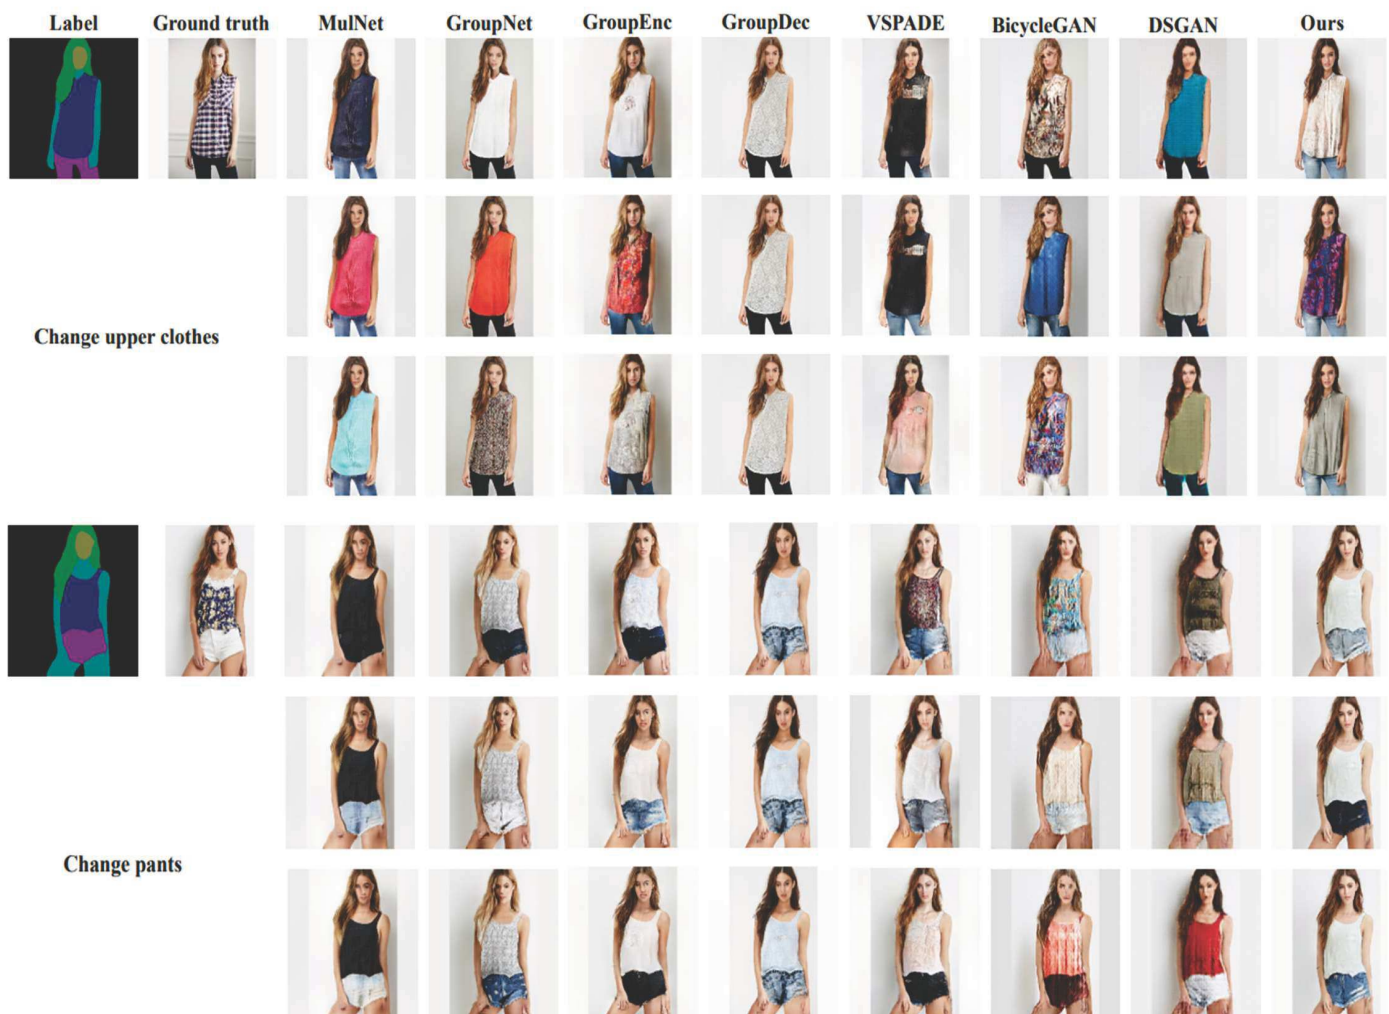 Label Ground truth MulNet GroupNet GroupEnc GroupDec VSPADE BicycleGAN DSGAN Ours
Change upper clothes
Change pants